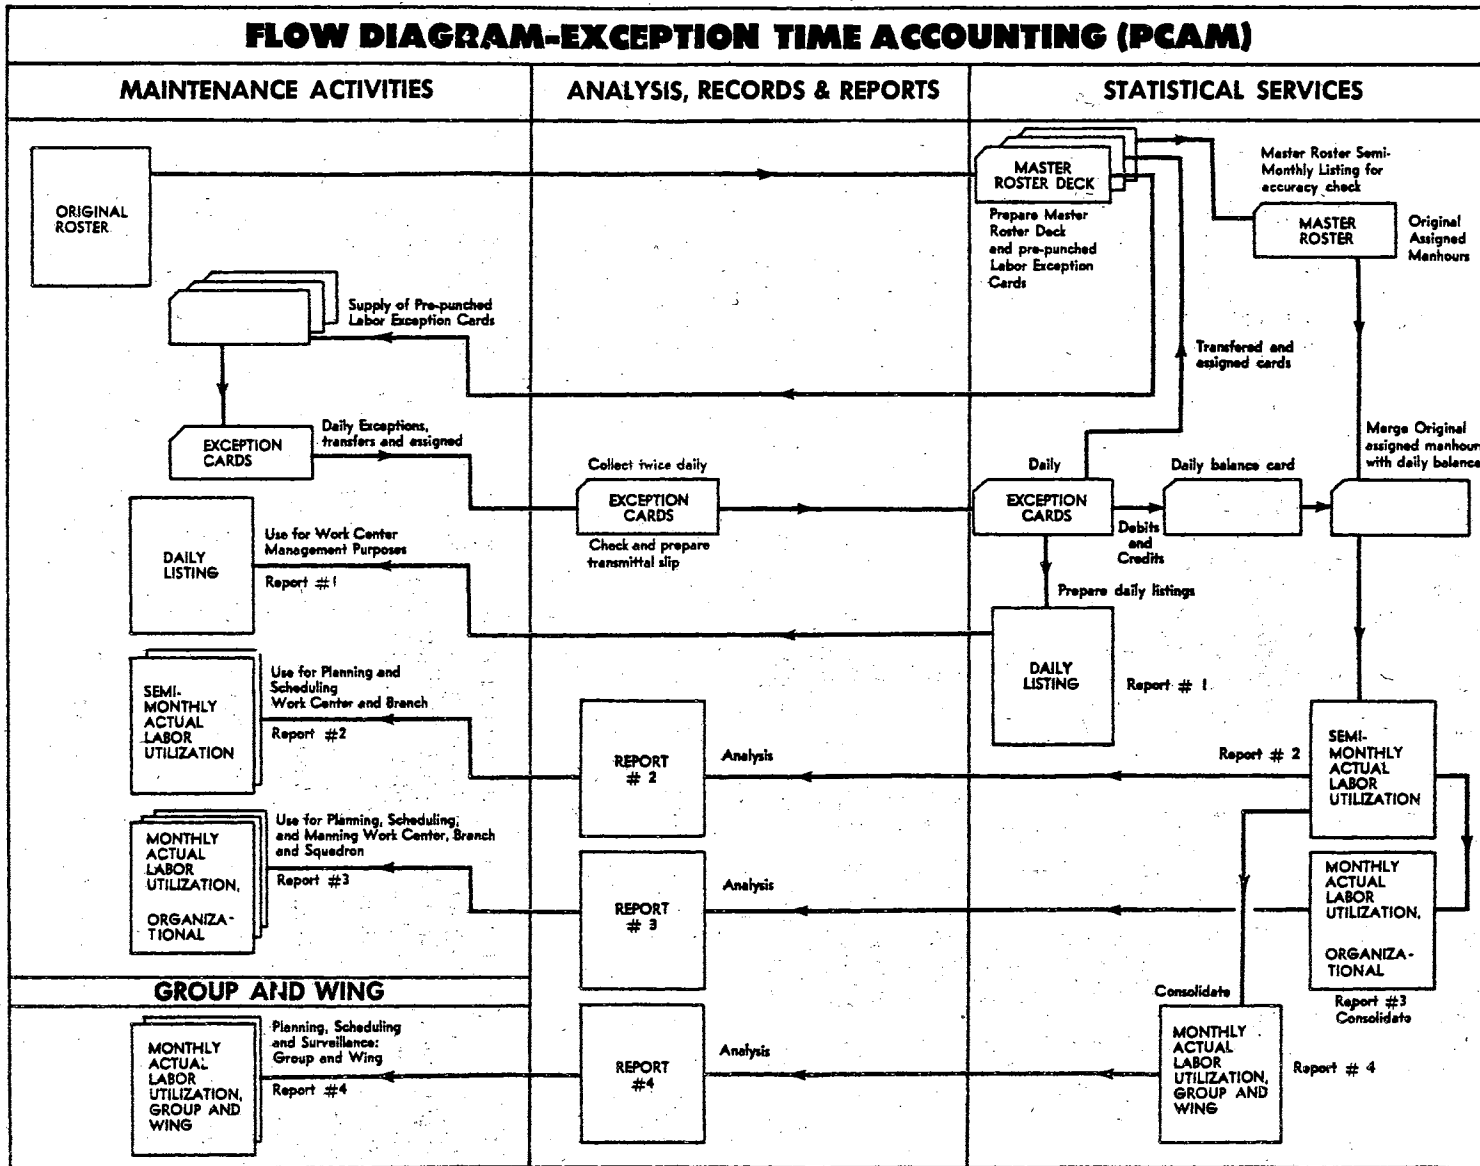 FLOW DIAGRAM-EXCEPTION TIME ACCOUNTING (PCAM)
MAINTENANCE ACTIVITIES
ANALYSIS, RECORDS & REPORTS
STATISTICAL SERVICES
ORIGINAL
ROSTER
MASTER
ROSTER DECK
Prepare Master
Roster Deck
and pre-punched
Labor Exception
Cards
Master Roster Semi-
Monthly Listing for
accuracy check
MASTER
ROSTER
Original
Assigned
Manhours
Supply of Pre-punched
Labor Exception Cards
Transfered and
assigned cards
EXCEPTION
CARDS
Daily Exceptions,
transfers and assigned
Collect twice daily
EXCEPTION
CARDS
Check and prepare
transmittal slip
Daily
EXCEPTION
CARDS
Debits
and
Credits
Daily balance card
Merge Original
assigned manhours
with daily balance
DAILY
LISTING
Use for Work Center
Management Purposes
Report #1
Prepare daily listings
DAILY
LISTING
Report # 1
SEMI-
MONTHLY
ACTUAL
LABOR
UTILIZATION
Use for Planning and
Scheduling
Work Center and Branch
Report #2
REPORT
# 2
Analysis
Report # 2
SEMI-
MONTHLY
ACTUAL
LABOR
UTILIZATION
MONTHLY
ACTUAL
LABOR
UTILIZATION,
ORGANIZA-
TIONAL
Use for Planning, Scheduling,
and Manning Work Center, Branch
and Squadron
Report #3
REPORT
# 3
Analysis
MONTHLY
ACTUAL
LABOR
UTILIZATION,
ORGANIZA-
TIONAL
Report #3
Consolidate
GROUP AND WING
MONTHLY
ACTUAL
LABOR
UTILIZATION,
GROUP AND
WING
Planning, Scheduling
and Surveillance:
Group and Wing
Report #4
REPORT
#4
Analysis
Consolidate
MONTHLY
ACTUAL
LABOR
UTILIZATION,
GROUP AND
WING
Report # 4